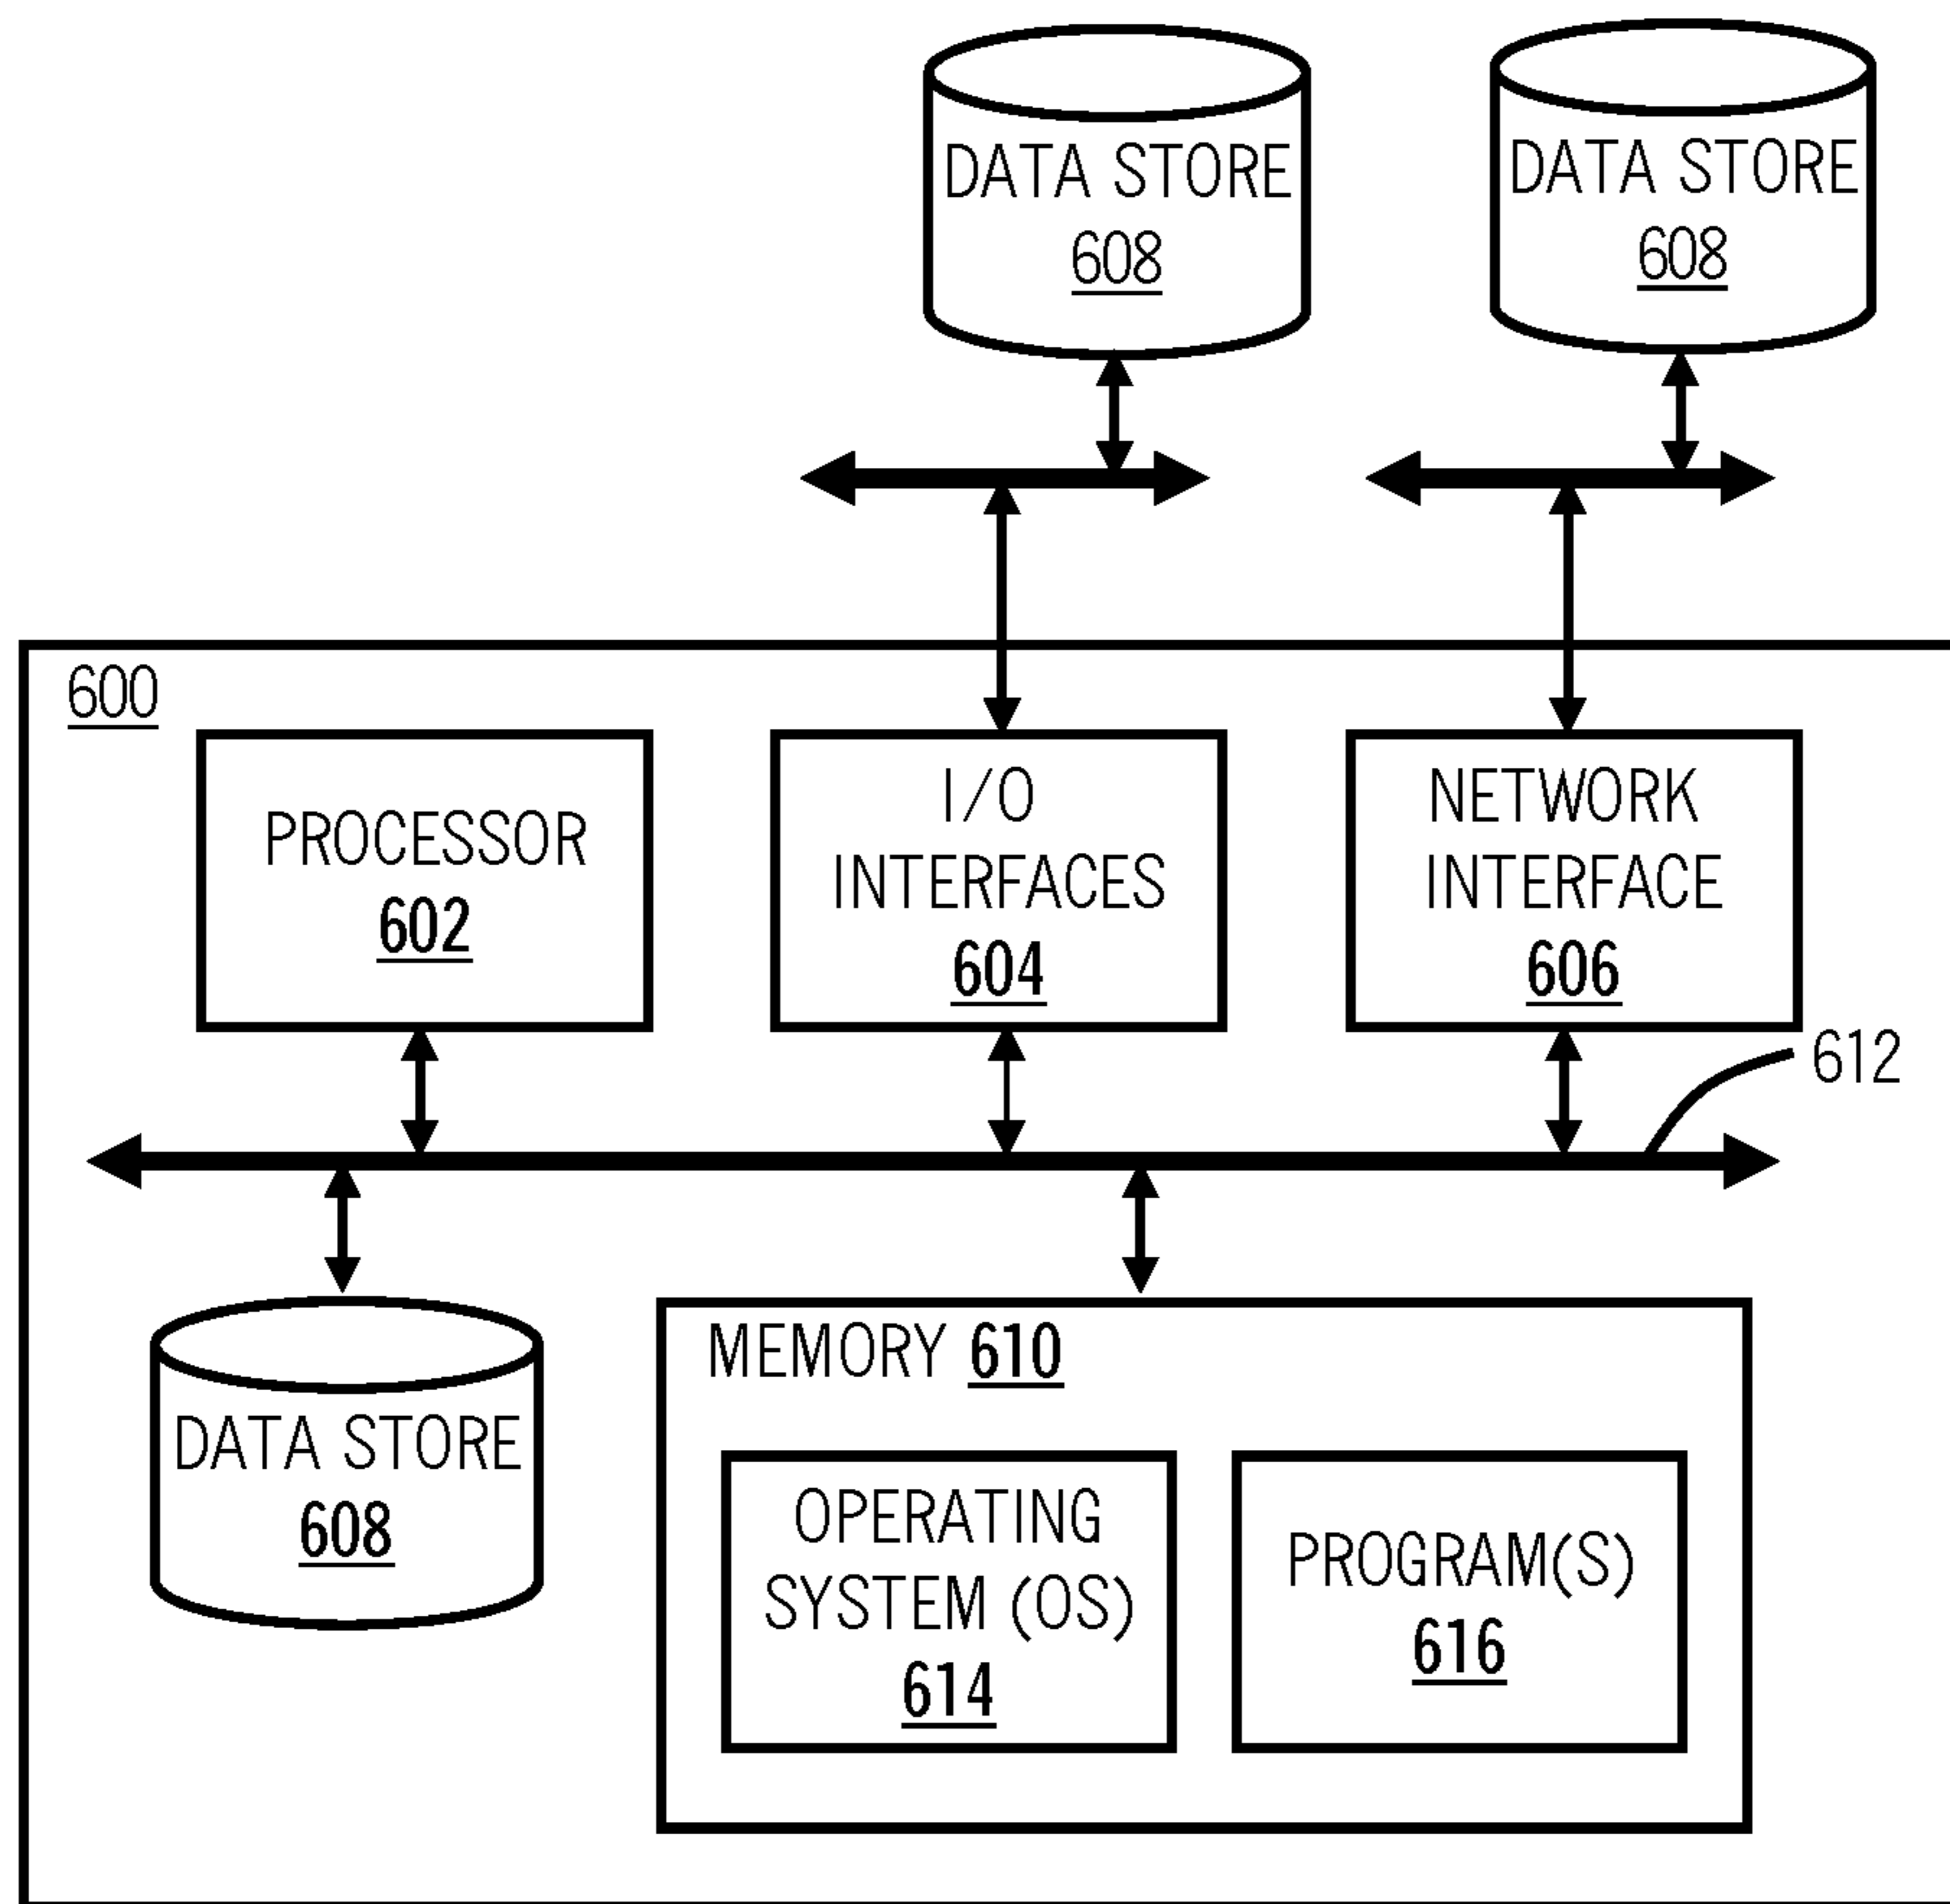 DATA STORE
608
DATA STORE
608
600
PROCESSOR
602
I/O
INTERFACES
604
NETWORK
INTERFACE
606
612
DATA STORE
608
MEMORY 610
OPERATING
SYSTEM (OS)
614
PROGRAM(S)
616